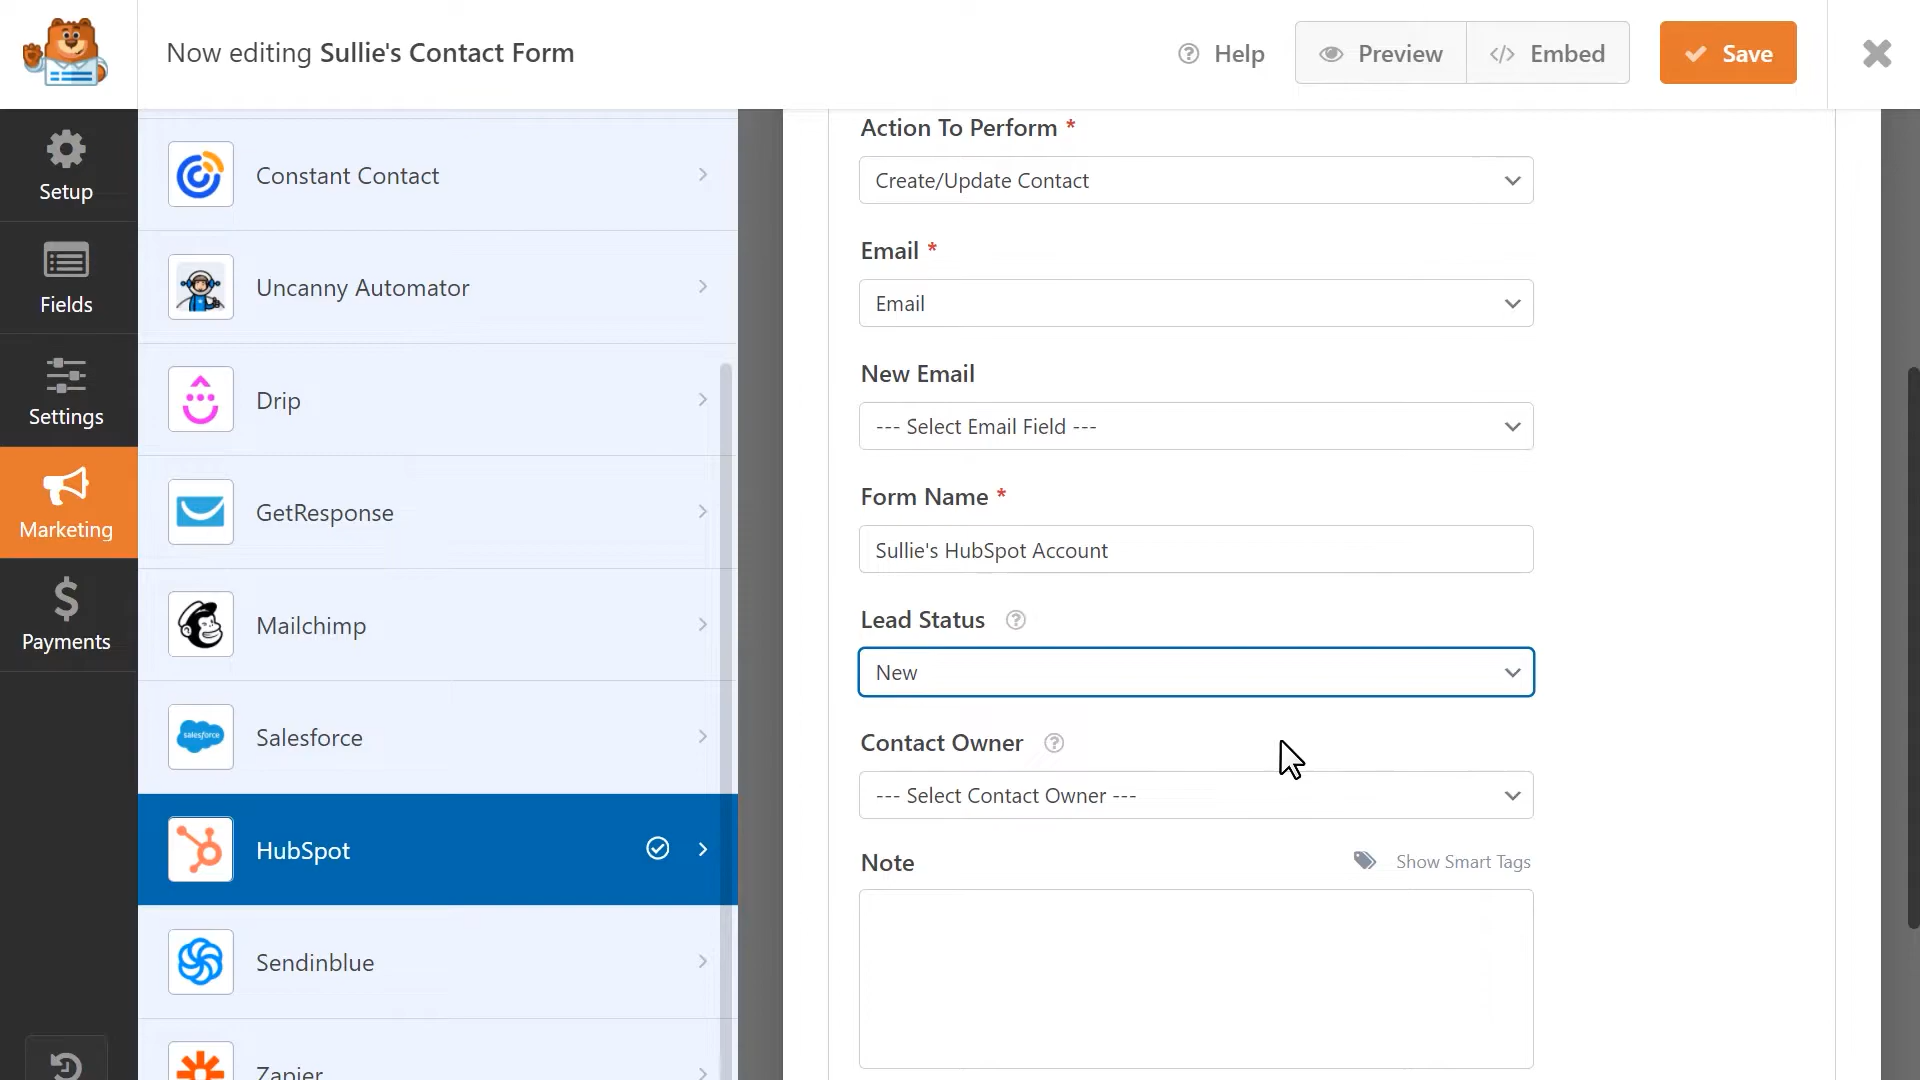 Now editing Sullie's Contact Form
Help
Preview
Embed
Save
Setup
Fields
Settings
Marketing
Payments
Constant Contact
Uncanny Automator
Drip
GetResponse
Mailchimp
salesforce
Salesforce
HubSpot
Sendinblue
Zapier
Action To Perform *
Create/Update Contact
Email *
Email
New Email
--- Select Email Field ---
Form Name *
Sullie's HubSpot Account
Lead Status
New
Contact Owner
--- Select Contact Owner ---
Note
Show Smart Tags